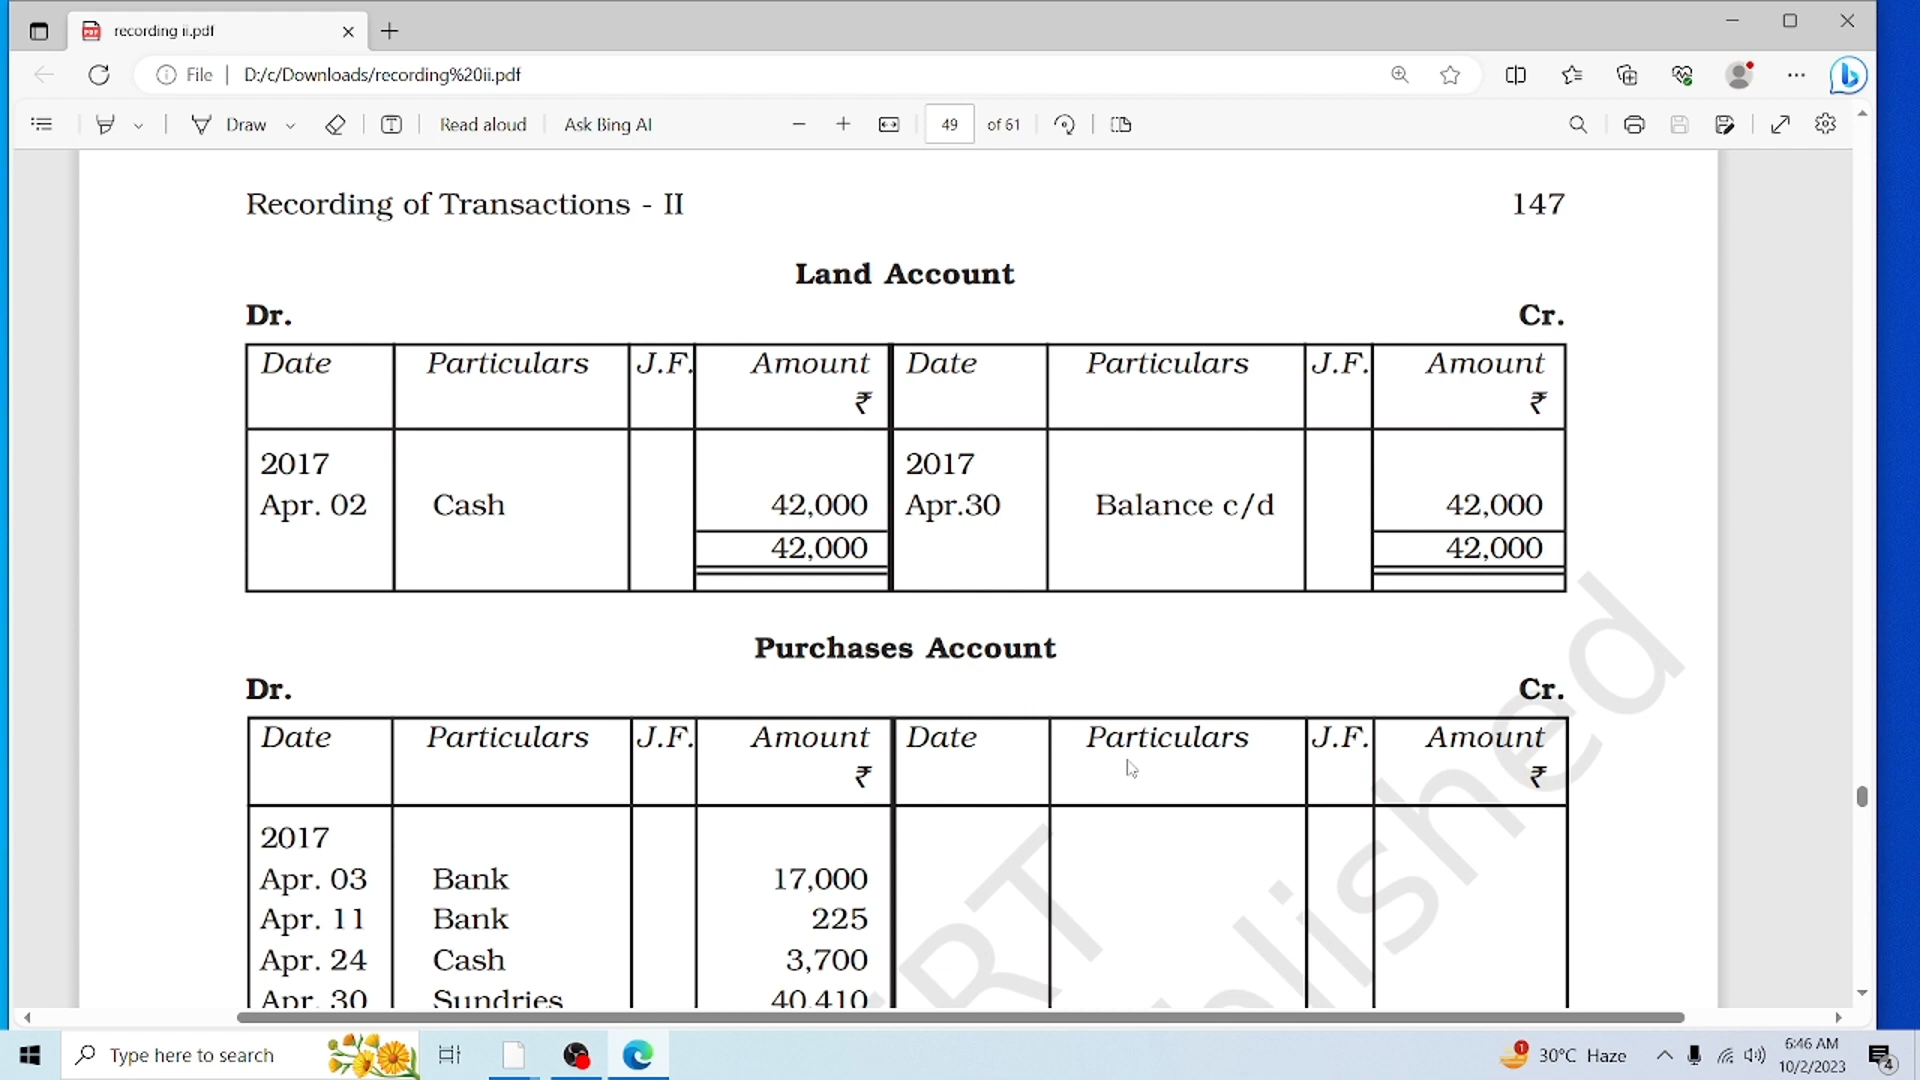 recording ii.pdf
File D:/c/Downloads/recording%20ii.pdf
Draw Read aloud Ask Bing AI 49 of 61
Recording of Transactions - II 147
Land Account
Dr. Cr.
Date Particulars J.F. Amount Date Particulars J.F. Amount
₹ ₹
2017 2017
Apr. 02 Cash 42,000 Apr.30 Balance c/d 42,000
42,000 42,000
Purchases Account
Dr. Cr.
Date Particulars J.F. Amount Date Particulars J.F. Amount
₹ ₹
2017
Apr. 03 Bank 17,000
Apr. 11 Bank 225
Apr. 24 Cash 3,700
Apr. 30 Sundries 40,410
Type here to search 1 30°C Haze 6:46 AM
10/2/2023 4